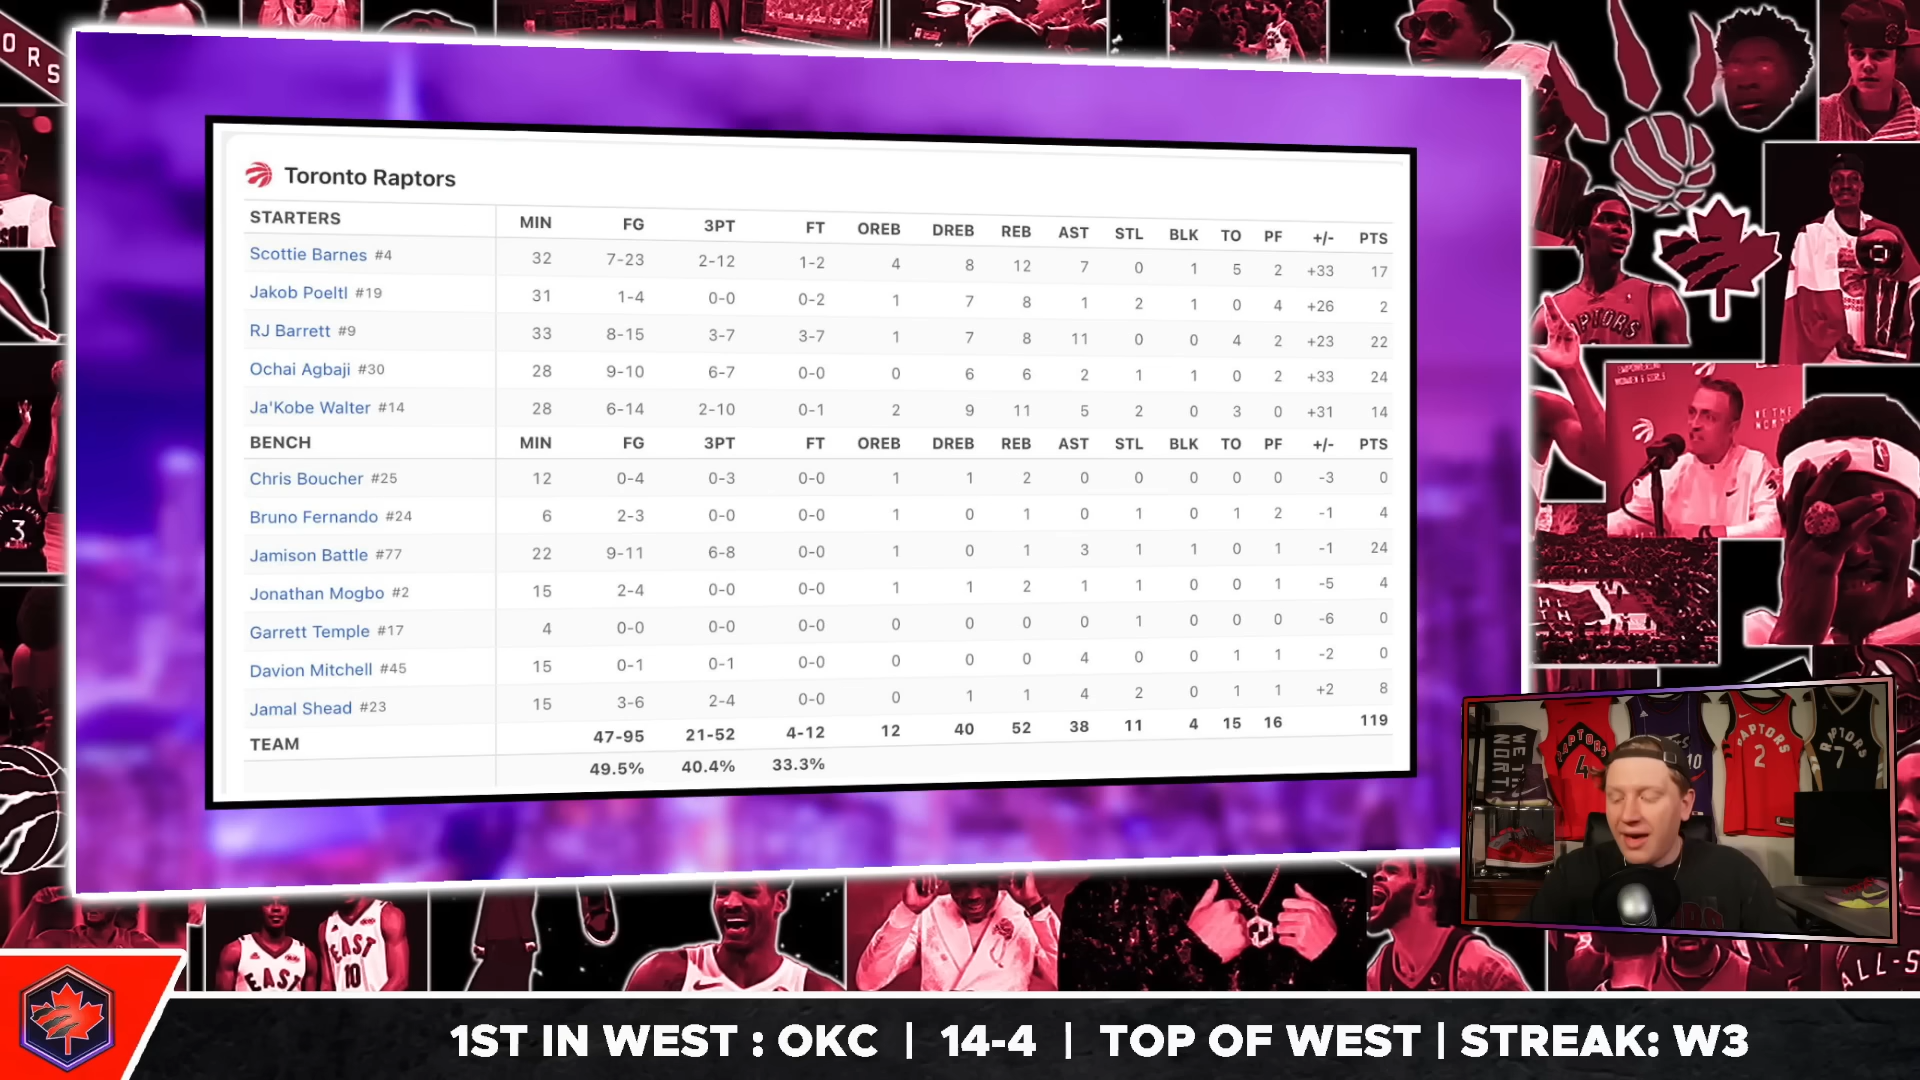 ORS
Toronto Raptors
STARTERS MIN FG 3PT FT OREB DREB REB AST STL BLK TO PF +/- PTS
Scottie Barnes #4 32 7-23 2-12 1-2 4 8 12 7 0 1 5 2 +33 17
Jakob Poeltl #19 31 1-4 0-0 0-2 1 7 8 1 2 1 0 4 +26 2
RJ Barrett #9 33 8-15 3-7 3-7 1 7 8 11 0 0 4 2 +23 22
Ochai Agbaji #30 28 9-10 6-7 0-0 0 6 6 2 1 1 0 2 +33 24
Ja'Kobe Walter #14 28 6-14 2-10 0-1 2 9 11 5 2 0 3 0 +31 14
BENCH MIN FG 3PT FT OREB DREB REB AST STL BLK TO PF +/- PTS
Chris Boucher #25 12 0-4 0-3 0-0 1 1 2 0 0 0 0 0 -3 0
Bruno Fernando #24 6 2-3 0-0 0-0 1 0 1 0 1 0 1 2 -1 4
Jamison Battle #77 22 9-11 6-8 0-0 1 0 1 3 1 1 0 1 -1 24
Jonathan Mogbo #2 15 2-4 0-0 0-0 1 1 2 1 1 0 0 1 -5 4
Garrett Temple #17 4 0-0 0-0 0-0 0 0 0 0 1 0 0 0 -6 0
Davion Mitchell #45 15 0-1 0-1 0-0 0 0 0 4 0 0 1 1 -2 0
Jamal Shead #23 15 3-6 2-4 0-0 0 1 1 4 2 0 1 1 +2 8
TEAM 47-95 21-52 4-12 12 40 52 38 11 4 15 16 119
49.5% 40.4% 33.3%
3
WE THE
NORTH
RAPTORS
4
10
RAPTORS
2
RAPTORS
7
EAST
EAST
10
ALL-S
1ST IN WEST : OKC | 14-4 | TOP OF WEST | STREAK: W3